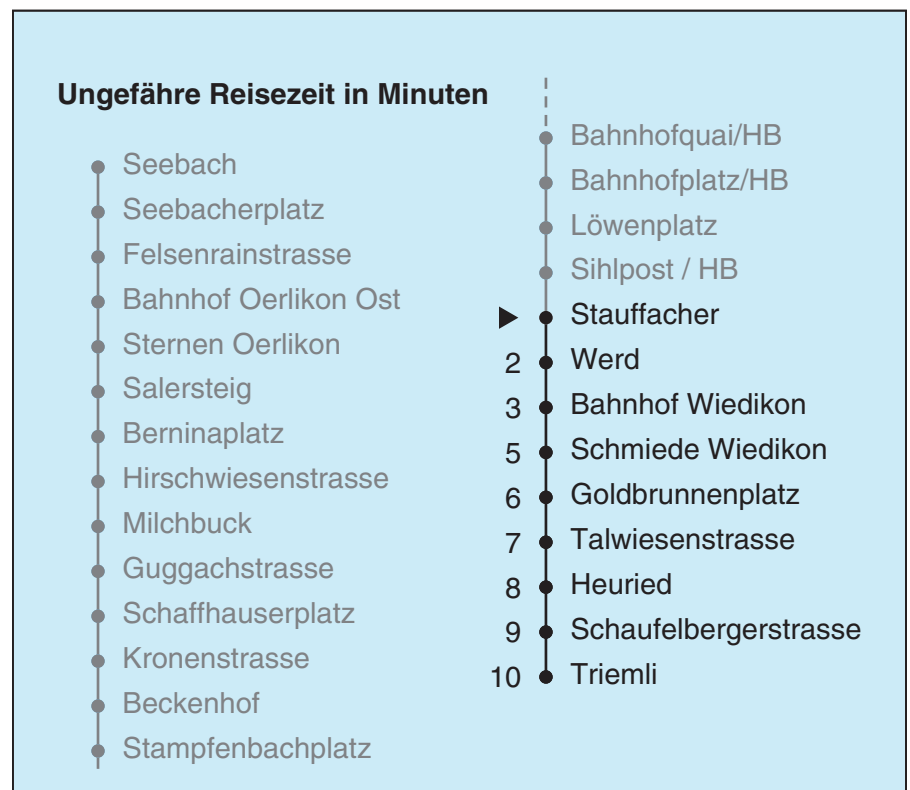 Ungefähre Reisezeit in Minuten
Seebach
Seebacherplatz
Felsenrainstrasse
Bahnhof Oerlikon Ost
Sternen Oerlikon
Salersteig
Berninaplatz
Hirschwiesenstrasse
Milchbuck
Guggachstrasse
Schaffhauserplatz
Kronenstrasse
Beckenhof
Stampfenbachplatz
Bahnhofquai/HB
Bahnhofplatz/HB
Löwenplatz
Sihlpost / HB
Stauffacher
2 Werd
3 Bahnhof Wiedikon
5 Schmiede Wiedikon
6 Goldbrunnenplatz
7 Talwiesenstrasse
8 Heuried
9 Schaufelbergerstrasse
10 Triemli